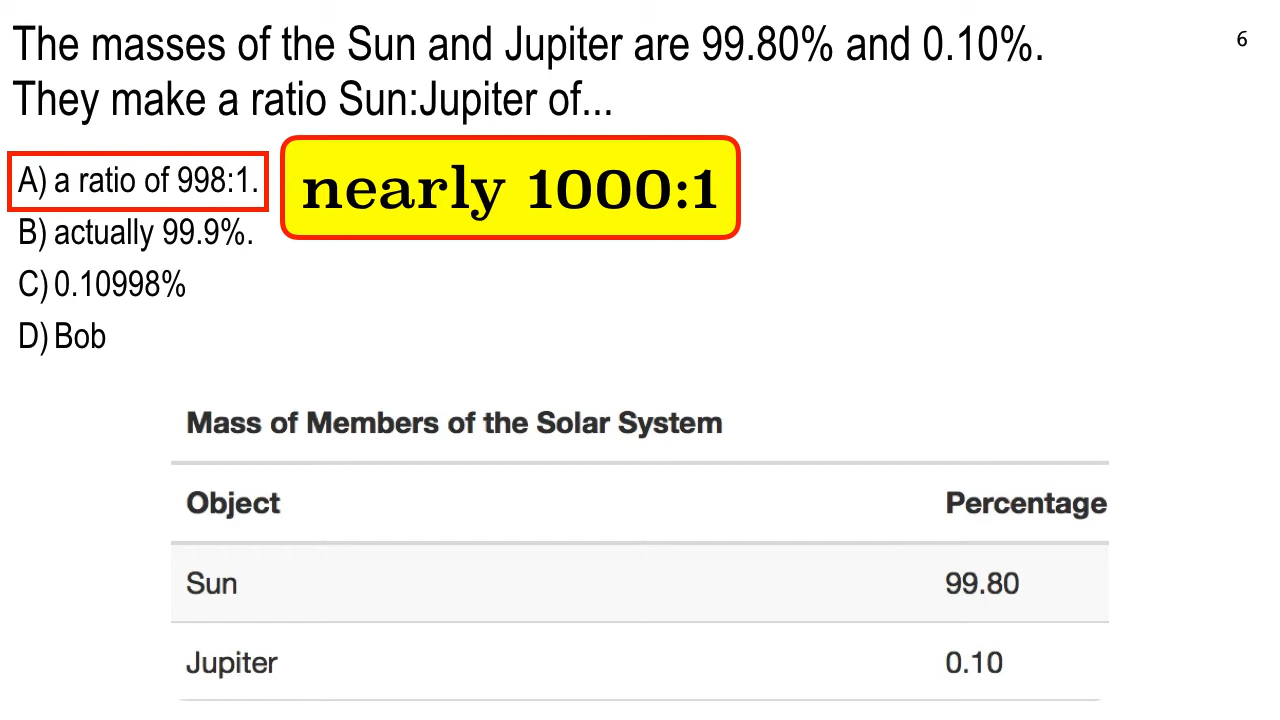 The masses of the Sun and Jupiter are 99.80% and 0.10%.
6
They make a ratio Sun:Jupiter of...
A) a ratio of 998:1.
nearly 1000:1
B) actually 99.9%.
C) 0.10998%
D) Bob
Mass of Members of the Solar System
Object Percentage
Sun 99.80
Jupiter 0.10